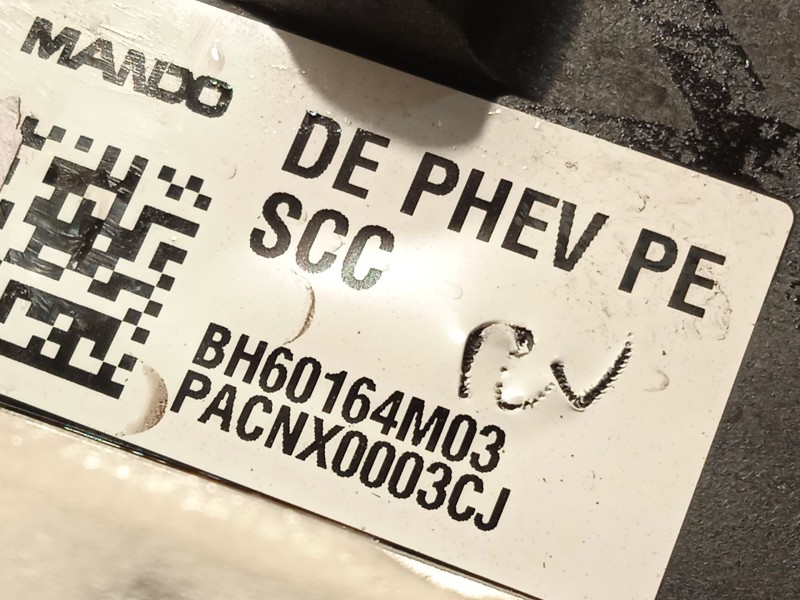 MANDO
DE PHEV PE
SCC
BH60164M03
PACNX0003CJ